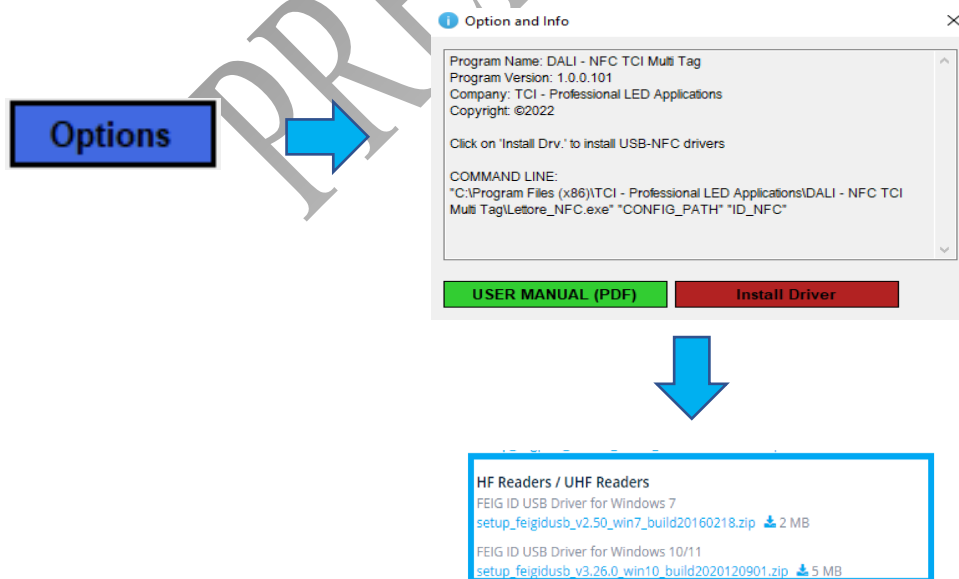 Option and Info
Program Name: DALI - NFC TCI Multi Tag
Program Version: 1.0.0.101
Company: TCI - Professional LED Applications
Copyright: ©2022
Click on 'Install Drv.' to install USB-NFC drivers
COMMAND LINE:
"C:\Program Files (x86)\TCI - Professional LED Applications\DALI - NFC TCI
Multi Tag\Lettore_NFC.exe" "CONFIG_PATH" "ID_NFC"
Options
USER MANUAL (PDF)
Install Driver
HF Readers / UHF Readers
FEIG ID USB Driver for Windows 7
setup_feigidusb_v2.50_win7_build20160218.zip 2 MB
FEIG ID USB Driver for Windows 10/11
setup_feigidusb_v3.26.0_win10_build2020120901.zip 5 MB